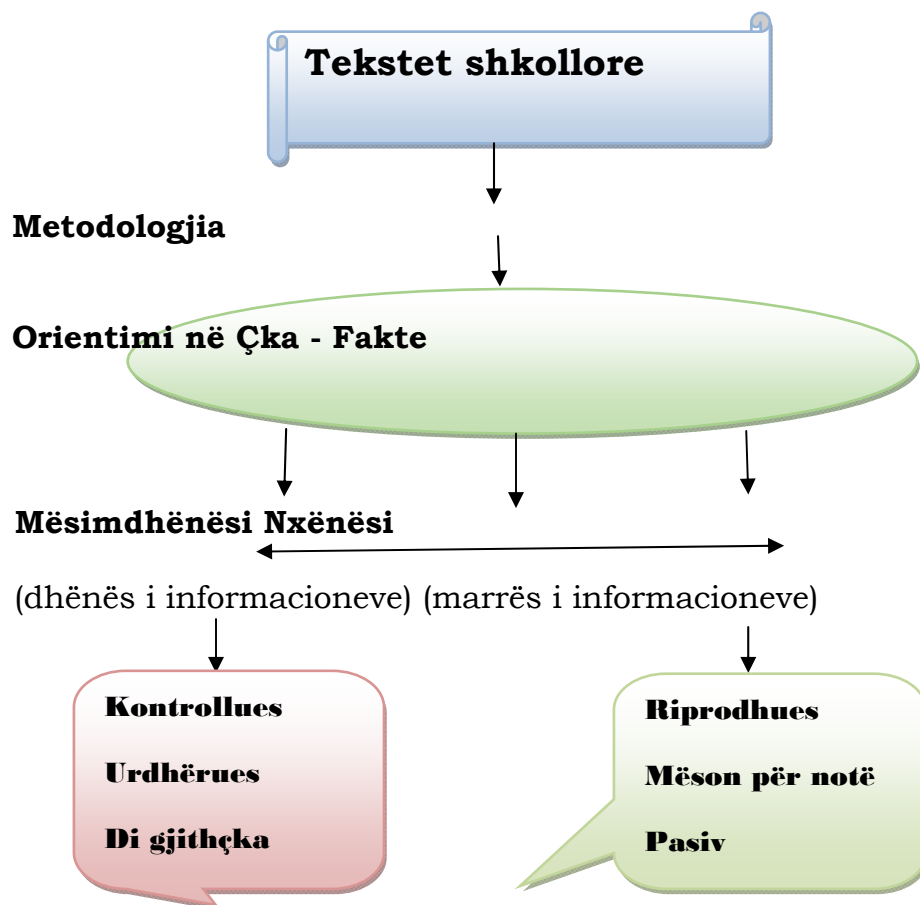 Tekstet shkollore
Metodologjia
Orientimi në Çka - Fakte
Mësimdhënësi Nxënësi
(dhënës i informacioneve) (marrës i informacioneve)
Kontrollues
Urdhërues
Di gjithçka
Riprodhues
Mëson për notë
Pasiv